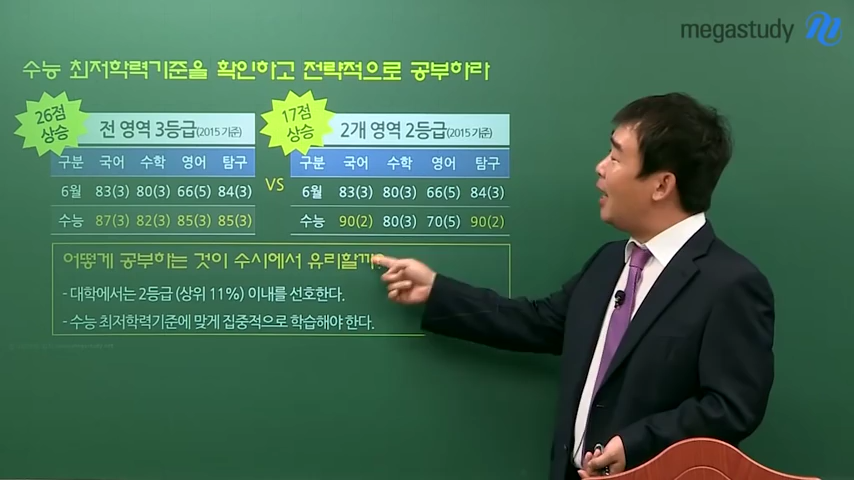 megastudy
수능 최저학력기준을 확인하고 전략적으로 공부하라
26점 상승
전 영역 3등급(2015 기준)
구분 국어 수학 영어 탐구
6월 83(3) 80(3) 66(5) 84(3)
수능 87(3) 82(3) 85(3) 85(3)
VS
17점 상승
2개 영역 2등급(2015 기준)
구분 국어 수학 영어 탐구
6월 83(3) 80(3) 66(5) 84(3)
수능 90(2) 80(3) 70(5) 90(2)
어떻게 공부하는 것이 수시에서 유리할까?
- 대학에서는 2등급 (상위 11%) 이내를 선호한다.
- 수능 최저학력기준에 맞게 집중적으로 학습해야 한다.